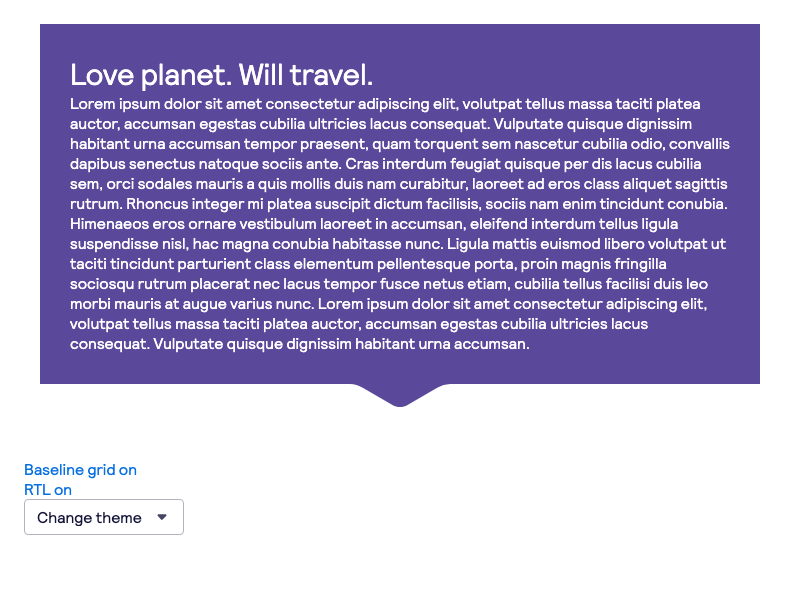 Love planet. Will travel.
Lorem ipsum dolor sit amet consectetur adipiscing elit, volutpat tellus massa taciti platea
auctor, accumsan egestas cubilia ultricies lacus consequat. Vulputate quisque dignissim
habitant urna accumsan tempor praesent, quam torquent sem nascetur cubilia odio, convallis
dapibus senectus natoque sociis ante. Cras interdum feugiat quisque per dis lacus cubilia
sem, orci sodales mauris a quis mollis duis nam curabitur, laoreet ad eros class aliquet sagittis
rutrum. Rhoncus integer mi platea suscipit dictum facilisis, sociis nam enim tincidunt conubia.
Himenaeos eros ornare vestibulum laoreet in accumsan, eleifend interdum tellus ligula
suspendisse nisl, hac magna conubia habitasse nunc. Ligula mattis euismod libero volutpat ut
taciti tincidunt parturient class elementum pellentesque porta, proin magnis fringilla
sociosqu rutrum placerat nec lacus tempor fusce netus etiam, cubilia tellus facilisi duis leo
morbi mauris at augue varius nunc. Lorem ipsum dolor sit amet consectetur adipiscing elit,
volutpat tellus massa taciti platea auctor, accumsan egestas cubilia ultricies lacus
consequat. Vulputate quisque dignissim habitant urna accumsan.
Baseline grid on
RTL on
Change theme